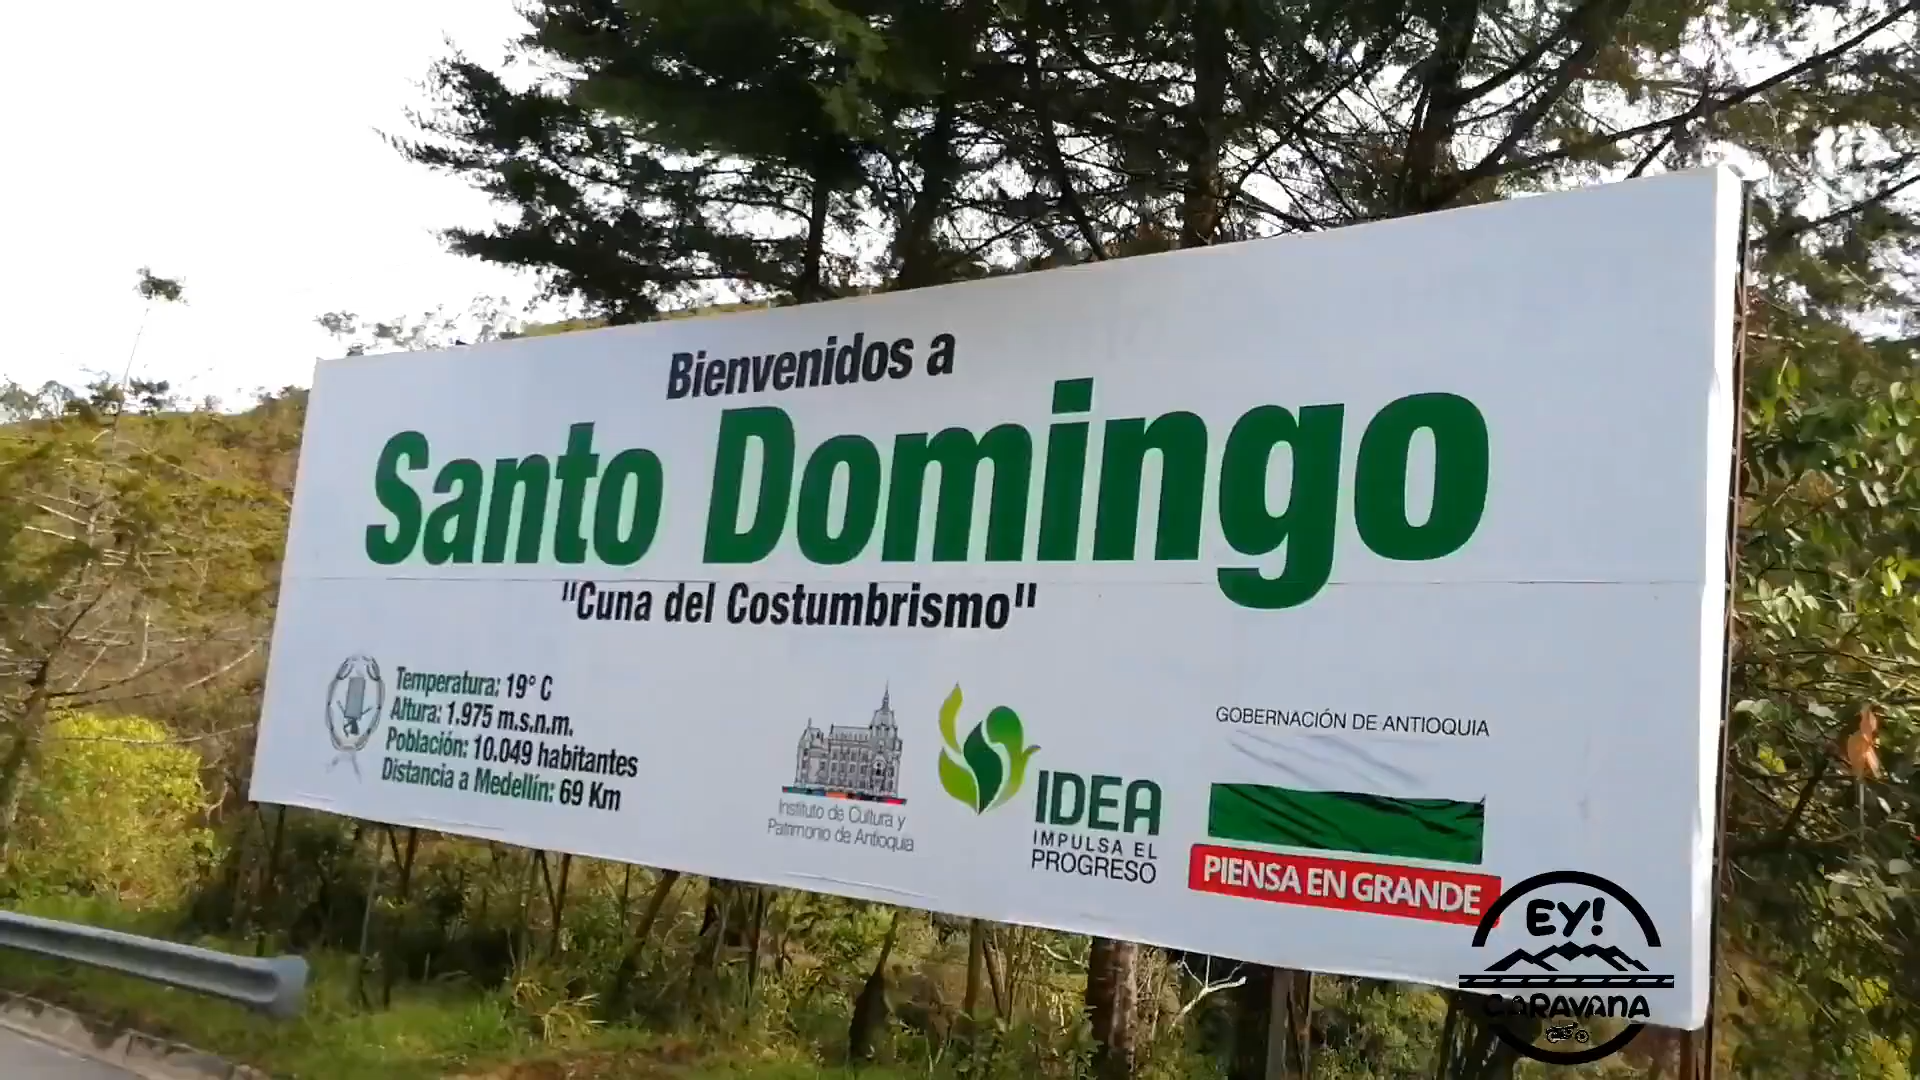 Bienvenidos a
Santo Domingo
"Cuna del Costumbrismo"
Temperatura: 19° C
Altura: 1.975 m.s.n.m.
Población: 10.049 habitantes
Distancia a Medellín: 69 Km
Instituto de Cultura y
Patrimonio de Antioquia
IDEA
IMPULSA EL
PROGRESO
GOBERNACIÓN DE ANTIOQUIA
PIENSA EN GRANDE
EY!
CARAVANA